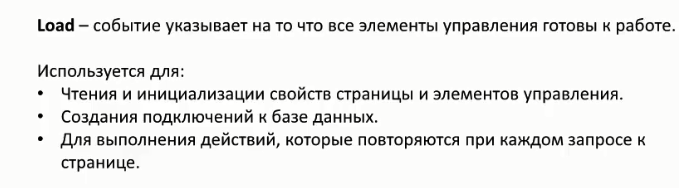 Load – событие указывает на то что все элементы управления готовы к работе.
Используется для:
• Чтения и инициализации свойств страницы и элементов управления.
• Создания подключений к базе данных.
• Для выполнения действий, которые повторяются при каждом запросе к
странице.